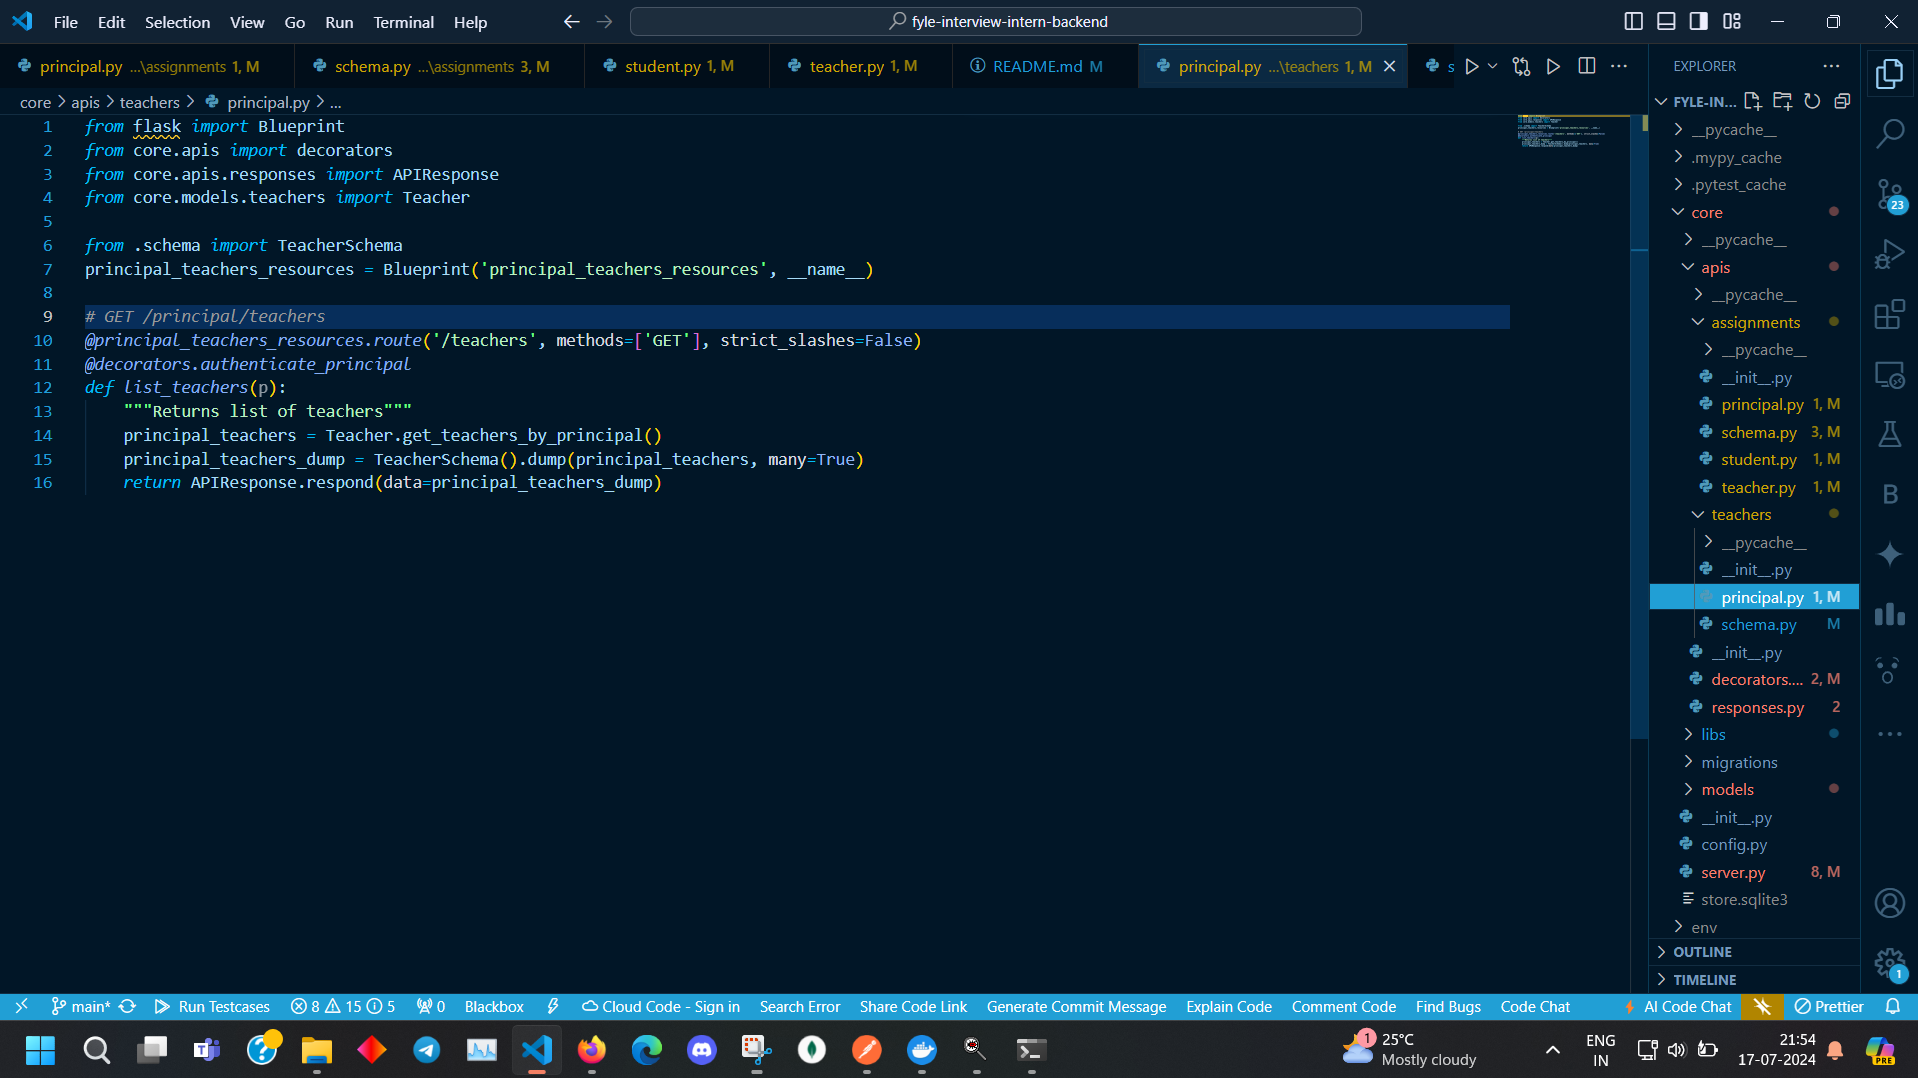 File Edit Selection View Go Run Terminal Help
fyle-interview-intern-backend
principal.py ...\assignments 1, M
schema.py ...\assignments 3, M
student.py 1, M
teacher.py 1, M
README.md M
principal.py ...\teachers 1, M
s
core > apis > teachers > principal.py > ...
1 from flask import Blueprint
2 from core.apis import decorators
3 from core.apis.responses import APIResponse
4 from core.models.teachers import Teacher
5
6 from .schema import TeacherSchema
7 principal_teachers_resources = Blueprint('principal_teachers_resources', __name__)
8
9 # GET /principal/teachers
10 @principal_teachers_resources.route('/teachers', methods=['GET'], strict_slashes=False)
11 @decorators.authenticate_principal
12 def list_teachers(p):
13 """Returns list of teachers"""
14 principal_teachers = Teacher.get_teachers_by_principal()
15 principal_teachers_dump = TeacherSchema().dump(principal_teachers, many=True)
16 return APIResponse.respond(data=principal_teachers_dump)
EXPLORER
FYLE-IN...
__pycache__
.mypy_cache
.pytest_cache
core
__pycache__
apis
__pycache__
assignments
__pycache__
__init__.py
principal.py 1, M
schema.py 3, M
student.py 1, M
teacher.py 1, M
teachers
__pycache__
__init__.py
principal.py 1, M
schema.py M
__init__.py
decorators.... 2, M
responses.py 2
libs
migrations
models
__init__.py
config.py
server.py 8, M
store.sqlite3
env
OUTLINE
TIMELINE
23
B
1
main* Run Testcases 8 15 5 0 Blackbox Cloud Code - Sign in Search Error Share Code Link Generate Commit Message Explain Code Comment Code Find Bugs Code Chat AI Code Chat Prettier
1
25°C
Mostly cloudy
ENG
IN
21:54
17-07-2024
PRE